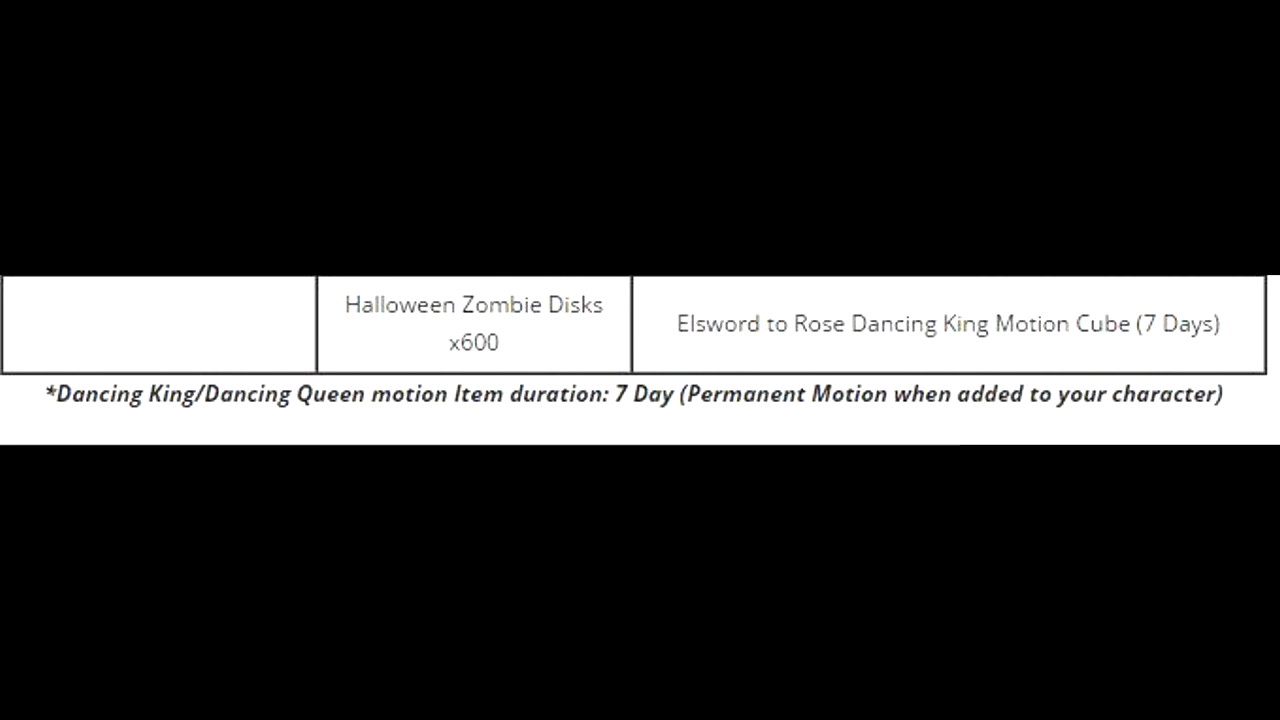 Halloween Zombie Disks
x600
Elsword to Rose Dancing King Motion Cube (7 Days)
*Dancing King/Dancing Queen motion Item duration: 7 Day (Permanent Motion when added to your character)